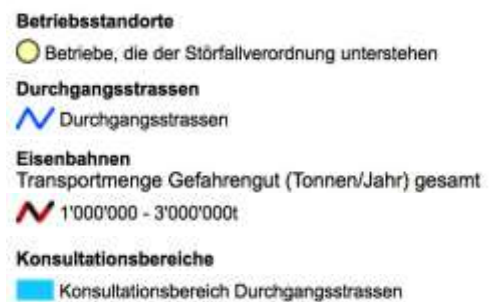 Betriebsstandorte
Betriebe, die der Störfallverordnung unterstehen
Durchgangsstrassen
Durchgangsstrassen
Eisenbahnen
Transportmenge Gefahrengut (Tonnen/Jahr) gesamt
1'000'000 - 3'000'000t
Konsultationsbereiche
Konsultationsbereich Durchgangsstrassen